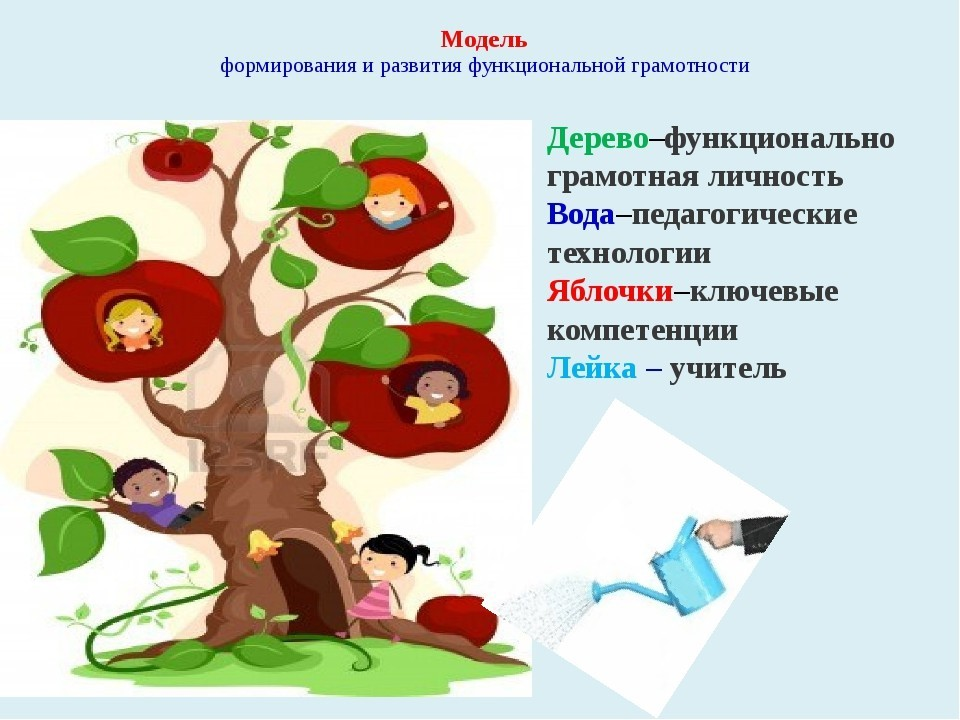 Модель
формирования и развития функциональной грамотности
Дерево–функционально
грамотная личность
Вода–педагогические
технологии
Яблочки–ключевые
компетенции
Лейка – учитель
123RF